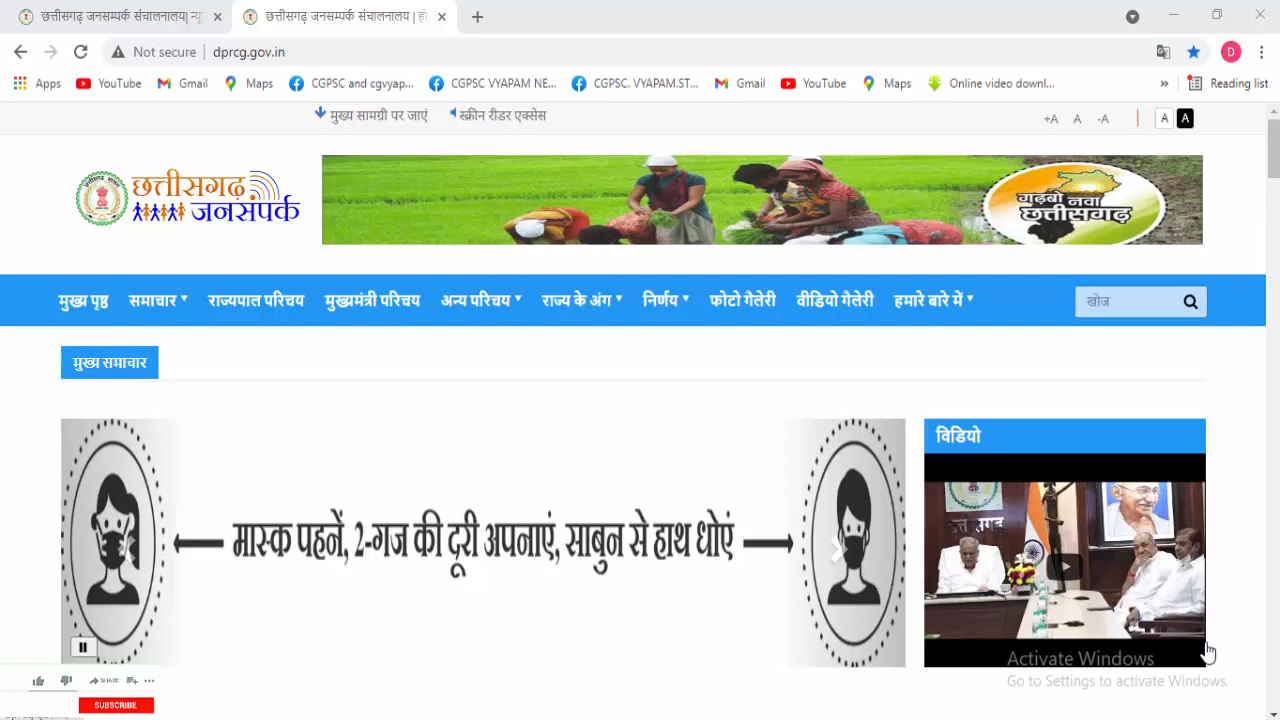 छत्तीसगढ़ जनसम्पर्क संचालनालय| न्यू
छत्तीसगढ़ जनसम्पर्क संचालनालय | हो
Not secure | dprcg.gov.in
D
Apps YouTube Gmail Maps CGPSC and cgvyap... CGPSC VYAPAM NE... CGPSC. VYAPAM.ST... Gmail YouTube Maps Online video downl... » Reading list
मुख्य सामग्री पर जाएं स्क्रीन रीडर एक्सेस +A A -A A A
छत्तीसगढ़
जनसंपर्क
गढ़बो नवा
छत्तीसगढ़
मुख्य पृष्ठ समाचार राज्यपाल परिचय मुख्यमंत्री परिचय अन्य परिचय राज्य के अंग निर्णय फोटो गैलेरी वीडियो गैलेरी हमारे बारे में खोज
मुख्य समाचार
विडियो
मास्क पहनें, 2-गज की दूरी अपनाएं, साबुन से हाथ धोएं
Activate Windows
Go to Settings to activate Windows.
SHARE
SUBSCRIBE